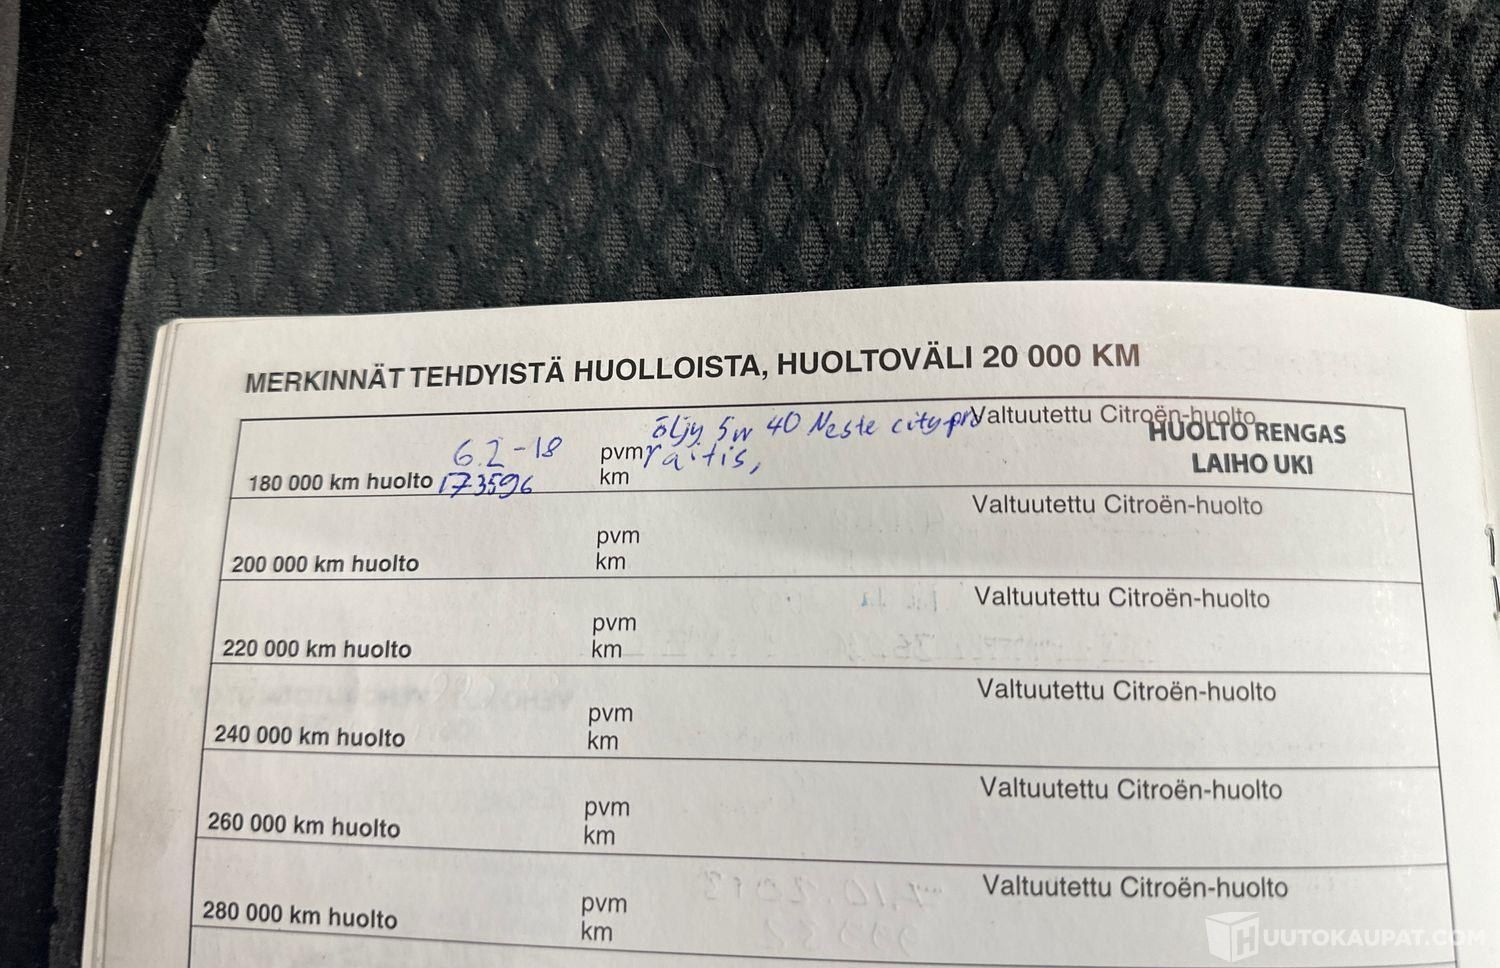 MERKINNÄT TEHDYISTÄ HUOLLOISTA, HUOLTOVÄLI 20 000 KM
öljy 5w 40 Neste city pro Valtuutettu Citroën-huolto
6.2-18 pvm raitis, HUOLTO RENGAS
180 000 km huolto 173596 km LAIHO UKI
Valtuutettu Citroën-huolto
pvm
200 000 km huolto km
Valtuutettu Citroën-huolto
pvm
220 000 km huolto km
Valtuutettu Citroën-huolto
pvm
240 000 km huolto km
Valtuutettu Citroën-huolto
pvm
260 000 km huolto km
Valtuutettu Citroën-huolto
pvm
280 000 km huolto km
HUUTOKAUPAT.COM